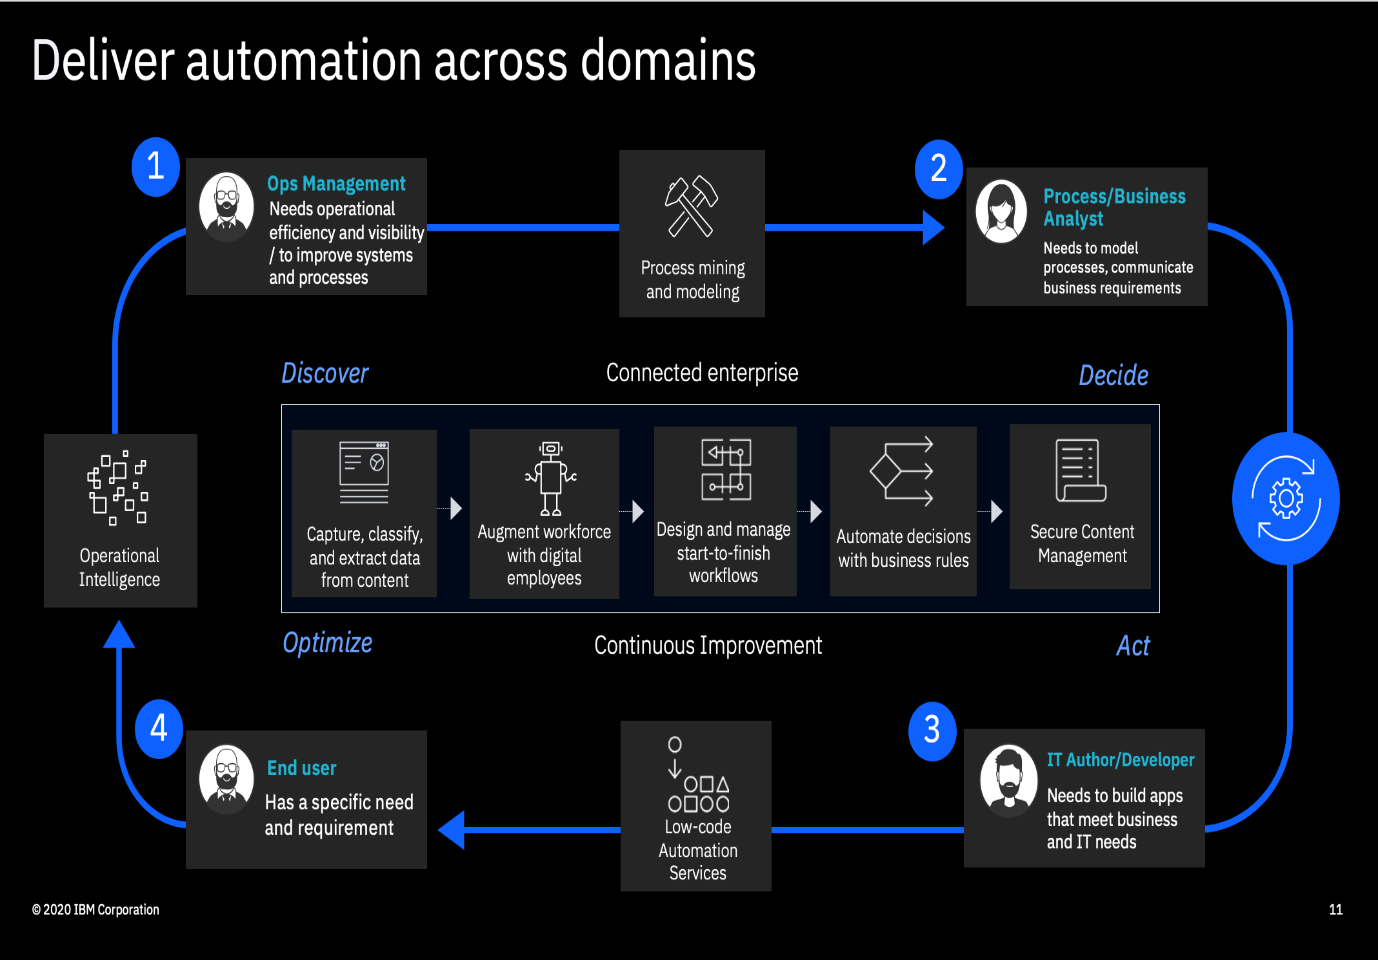 Deliver automation across domains
1
Ops Management
Needs operational
efficiency and visibility
/ to improve systems
and processes
Process mining
and modeling
2
Process/Business
Analyst
Needs to model
processes, communicate
business requirements
Discover
Connected enterprise
Decide
Operational
Intelligence
Capture, classify,
and extract data
from content
Augment workforce
with digital
employees
Design and manage
start-to-finish
workflows
Automate decisions
with business rules
Secure Content
Management
Optimize
Continuous Improvement
Act
4
End user
Has a specific need
and requirement
Low-code
Automation
Services
3
IT Author/Developer
Needs to build apps
that meet business
and IT needs
© 2020 IBM Corporation
11